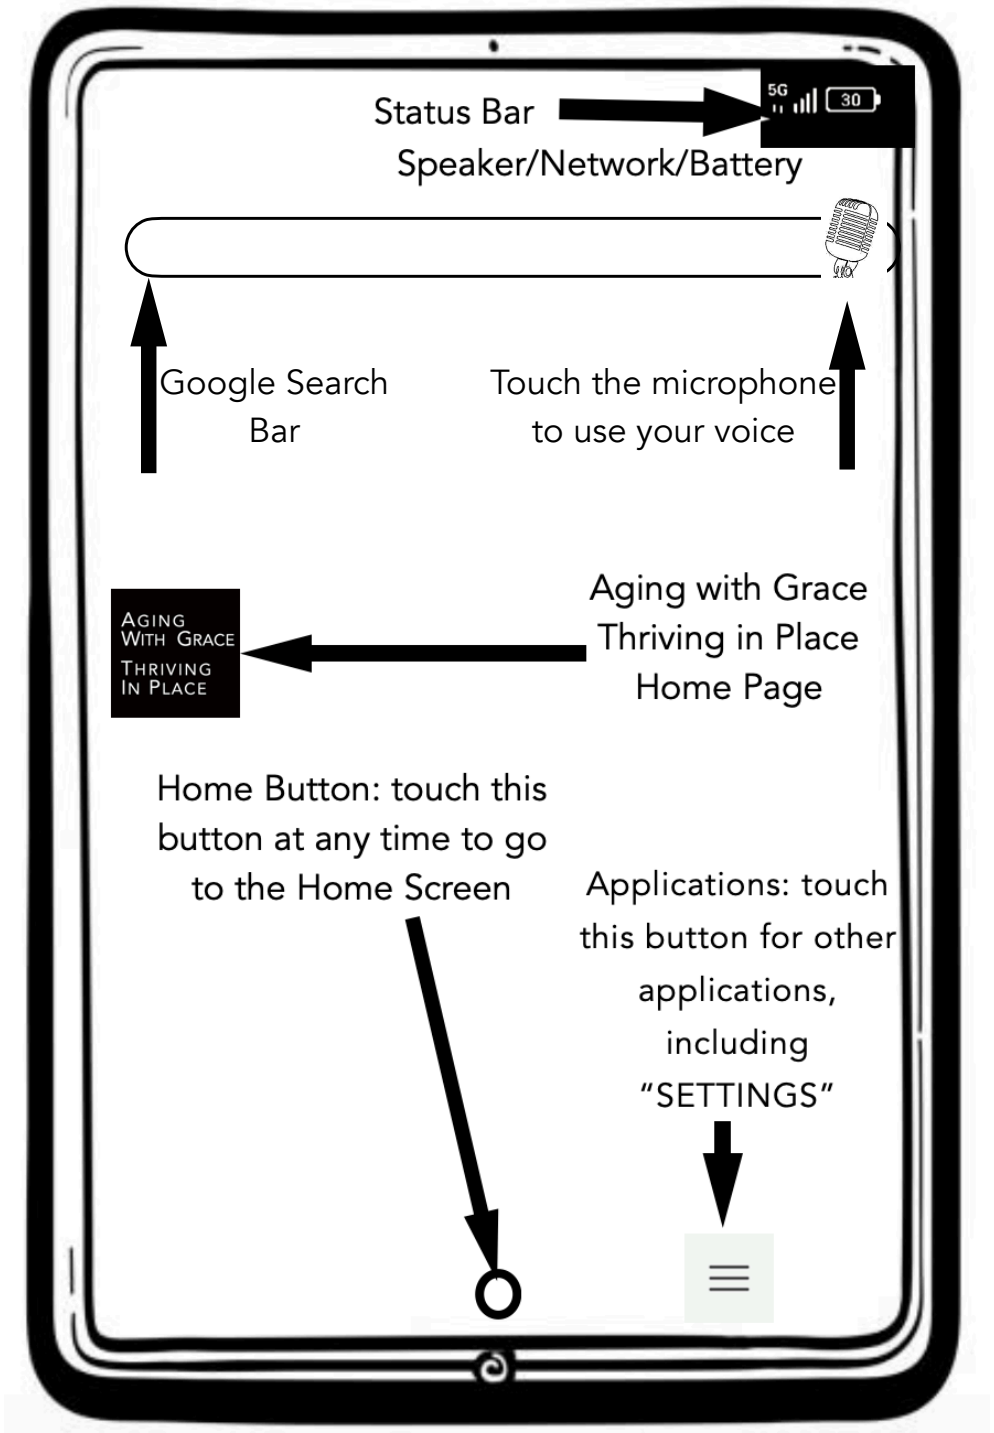 5G
30
Status Bar
Speaker/Network/Battery
Google Search
Bar
Touch the microphone
to use your voice
AGING
WITH GRACE
THRIVING
IN PLACE
Aging with Grace
Thriving in Place
Home Page
Home Button: touch this
button at any time to go
to the Home Screen
Applications: touch
this button for other
applications,
including
“SETTINGS”